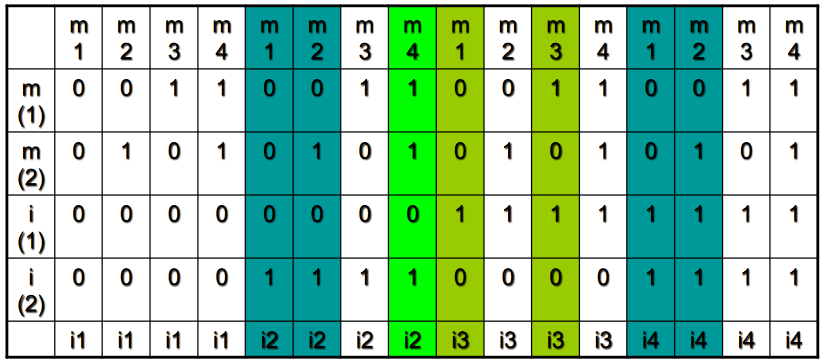 m 1 m 2 m 3 m 4 m 1 m 2 m 3 m 4 m 1 m 2 m 3 m 4 m 1 m 2 m 3 m 4
m (1) 0 0 1 1 0 0 1 1 0 0 1 1 0 0 1 1
m (2) 0 1 0 1 0 1 0 1 0 1 0 1 0 1 0 1
i (1) 0 0 0 0 0 0 0 0 1 1 1 1 1 1 1 1
i (2) 0 0 0 0 1 1 1 1 0 0 0 0 1 1 1 1
i1 i1 i1 i1 i2 i2 i2 i2 i3 i3 i3 i3 i4 i4 i4 i4